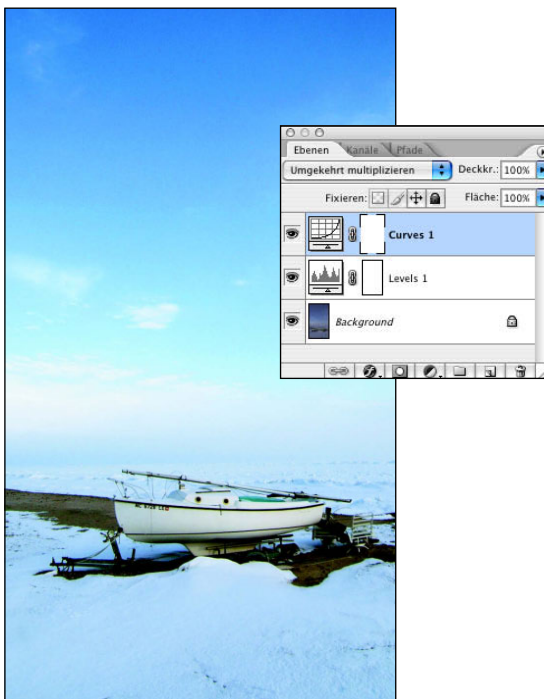 Ebenen Kanäle Pfade
Umgekehrt multiplizieren Deckkr.: 100%
Fixieren: Fläche: 100%
Curves 1
Levels 1
Background